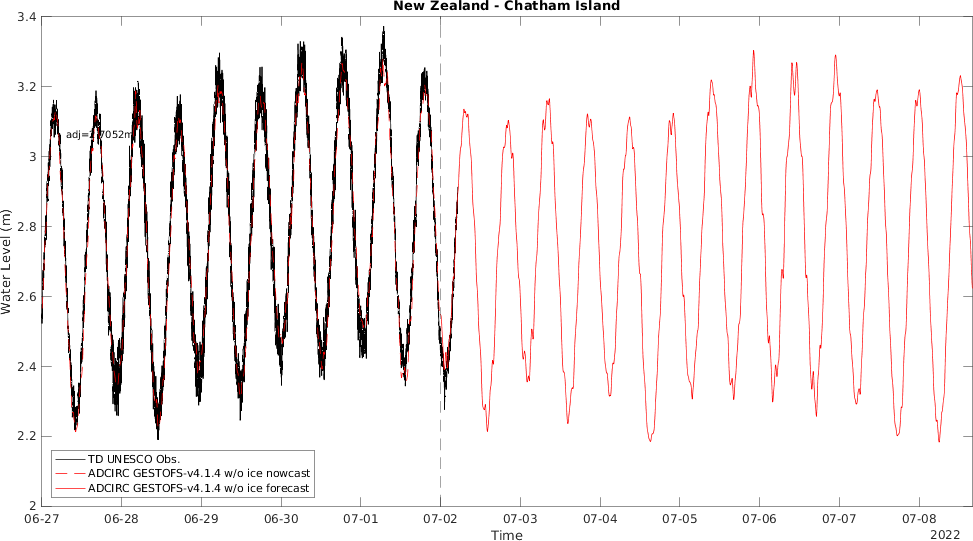 New Zealand - Chatham Island
3.4
3.2
3
2.8
2.6
2.4
2.2
2
Water Level (m)
adj=2.7052m
TD UNESCO Obs.
ADCIRC GESTOFS-v4.1.4 w/o ice nowcast
ADCIRC GESTOFS-v4.1.4 w/o ice forecast
06-27 06-28 06-29 06-30 07-01 07-02 07-03 07-04 07-05 07-06 07-07 07-08
Time
2022